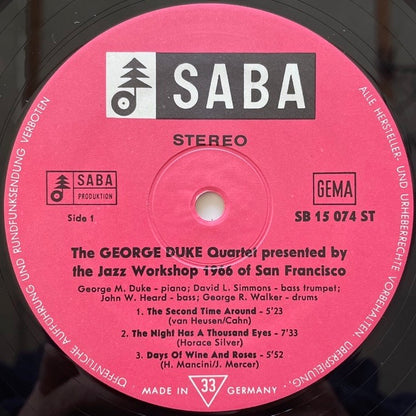 SABA
STEREO
SABA
PRODUKTION
GEMA
Side 1
SB 15 074 ST
The GEORGE DUKE Quartet presented by
the Jazz Workshop 1966 of San Francisco
George M. Duke - piano; David L. Simmons - bass trumpet;
John W. Heard - bass; George R. Walker - drums
1. The Second Time Around - 5'23
(van Heusen/Cahn)
2. The Night Has A Thousand Eyes - 7'33
(Horace Silver)
3. Days Of Wine And Roses - 5'52
(H. Mancini/J. Mercer)
MADE IN 33 GERMANY
ALLE HERSTELLER- UND URHEBERRECHTE VORBEHALTEN ÜBERSPIELUNG,
ÖFFENTLICHE AUFFÜHRUNG UND RUNDFUNKSENDUNG VERBOTEN